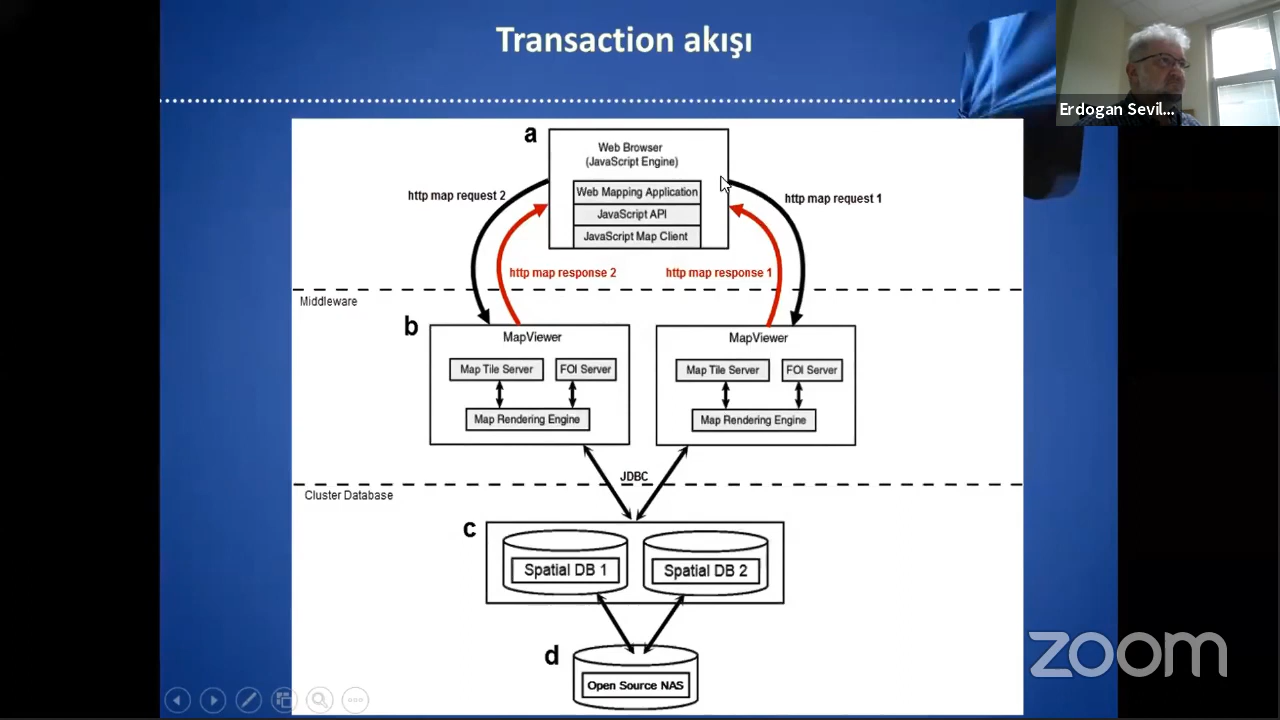 Transaction akışı
Erdogan Sevil...
a
Web Browser
(JavaScript Engine)
Web Mapping Application
JavaScript API
JavaScript Map Client
http map request 2
http map request 1
http map response 2
http map response 1
Middleware
b
MapViewer
Map Tile Server
FOI Server
Map Rendering Engine
MapViewer
Map Tile Server
FOI Server
Map Rendering Engine
JDBC
Cluster Database
c
Spatial DB 1
Spatial DB 2
d
Open Source NAS
zoom